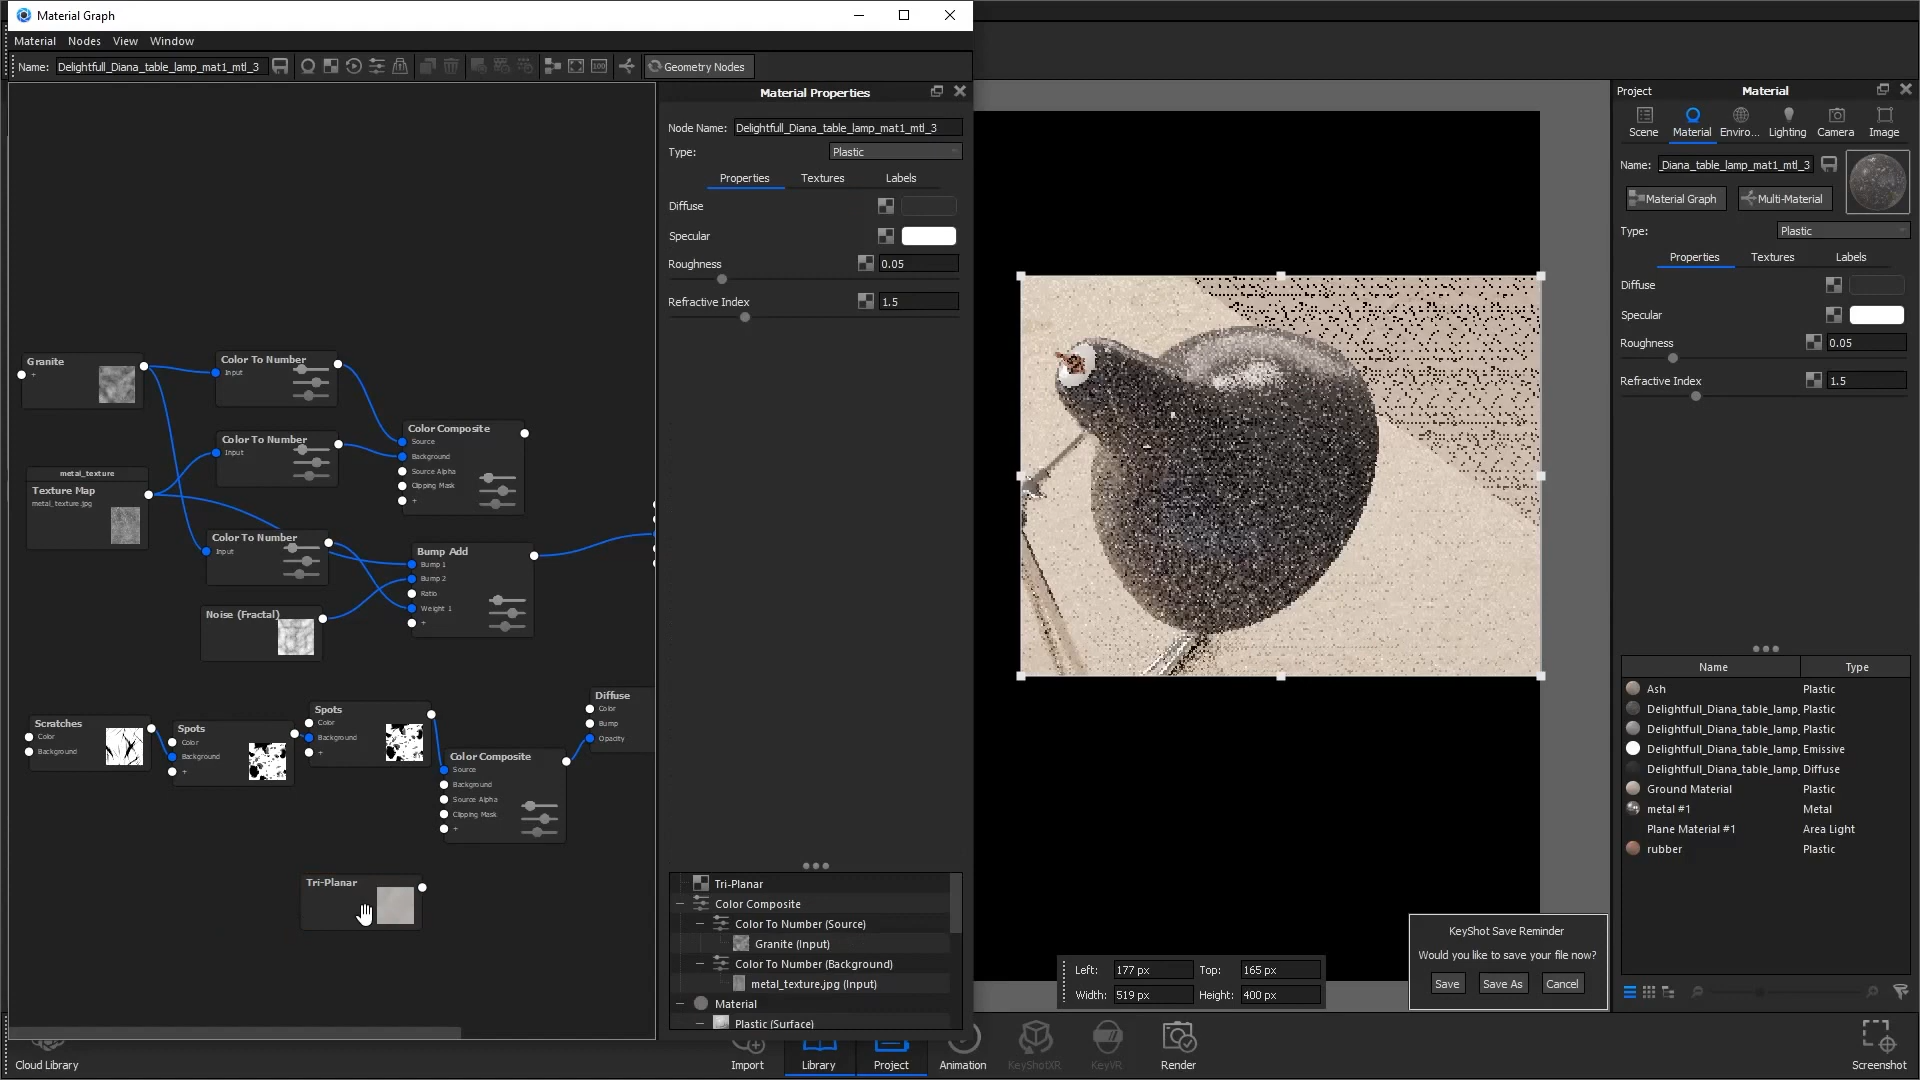 Material Graph
Material Nodes View Window
Name: Delightfull_Diana_table_lamp_mat1_mtl_3
100
Geometry Nodes
Granite
+
Color To Number
Input
Color To Number
Input
Color Composite
Source
Background
Source Alpha
Clipping Mask
+
metal_texture
Texture Map
metal_texture.jpg
Color To Number
Input
Bump Add
Bump 1
Bump 2
Ratio
Weight 1
+
Noise (Fractal)
Scratches
Color
Background
Spots
Color
Background
+
Spots
Color
Background
+
Color Composite
Source
Background
Source Alpha
Clipping Mask
+
Diffuse
Color
Bump
Opacity
Tri-Planar
Material Properties
Node Name: Delightfull_Diana_table_lamp_mat1_mtl_3
Type: Plastic
Properties Textures Labels
Diffuse
Specular
Roughness 0.05
Refractive Index 1.5
Tri-Planar
Color Composite
Color To Number (Source)
Granite (Input)
Color To Number (Background)
metal_texture.jpg (Input)
Material
Plastic (Surface)
Left: 177 px Top: 165 px
Width: 519 px Height: 400 px
KeyShot Save Reminder
Would you like to save your file now?
Save Save As Cancel
Project Material
Scene Material Enviro... Lighting Camera Image
Name: _Diana_table_lamp_mat1_mtl_3
Material Graph Multi-Material
Type: Plastic
Properties Textures Labels
Diffuse
Specular
Roughness 0.05
Refractive Index 1.5
Name Type
Ash Plastic
Delightfull_Diana_table_lamp_ Plastic
Delightfull_Diana_table_lamp_ Plastic
Delightfull_Diana_table_lamp_ Emissive
Delightfull_Diana_table_lamp_ Diffuse
Ground Material Plastic
metal #1 Metal
Plane Material #1 Area Light
rubber Plastic
Cloud Library Import Library Project Animation KeyShotXR KeyVR Render Screenshot